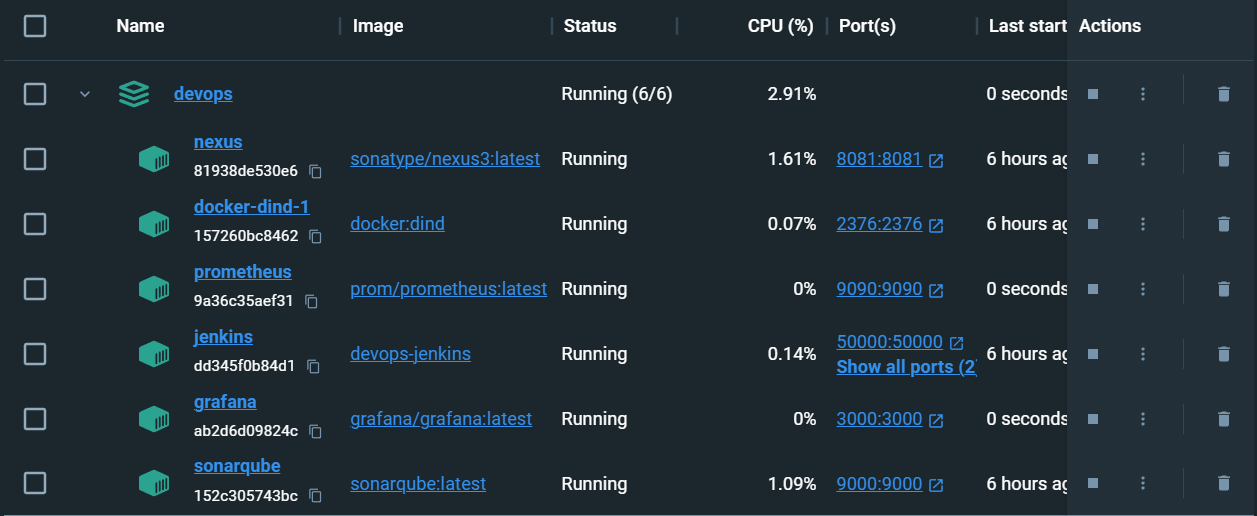 Name Image Status CPU (%) Port(s) Last start Actions
devops Running (6/6) 2.91% 0 seconds
nexus
sonatype/nexus3:latest Running 1.61% 8081:8081 6 hours ag
81938de530e6
docker-dind-1
docker:dind Running 0.07% 2376:2376 6 hours ag
157260bc8462
prometheus
prom/prometheus:latest Running 0% 9090:9090 0 seconds
9a36c35aef31
jenkins
50000:50000
devops-jenkins Running 0.14% 6 hours ag
dd345f0b84d1
Show all ports (2
grafana
grafana/grafana:latest Running 0% 3000:3000 0 seconds
ab2d6d09824c
sonarqube
sonarqube:latest Running 1.09% 9000:9000 6 hours ag
152c305743bc